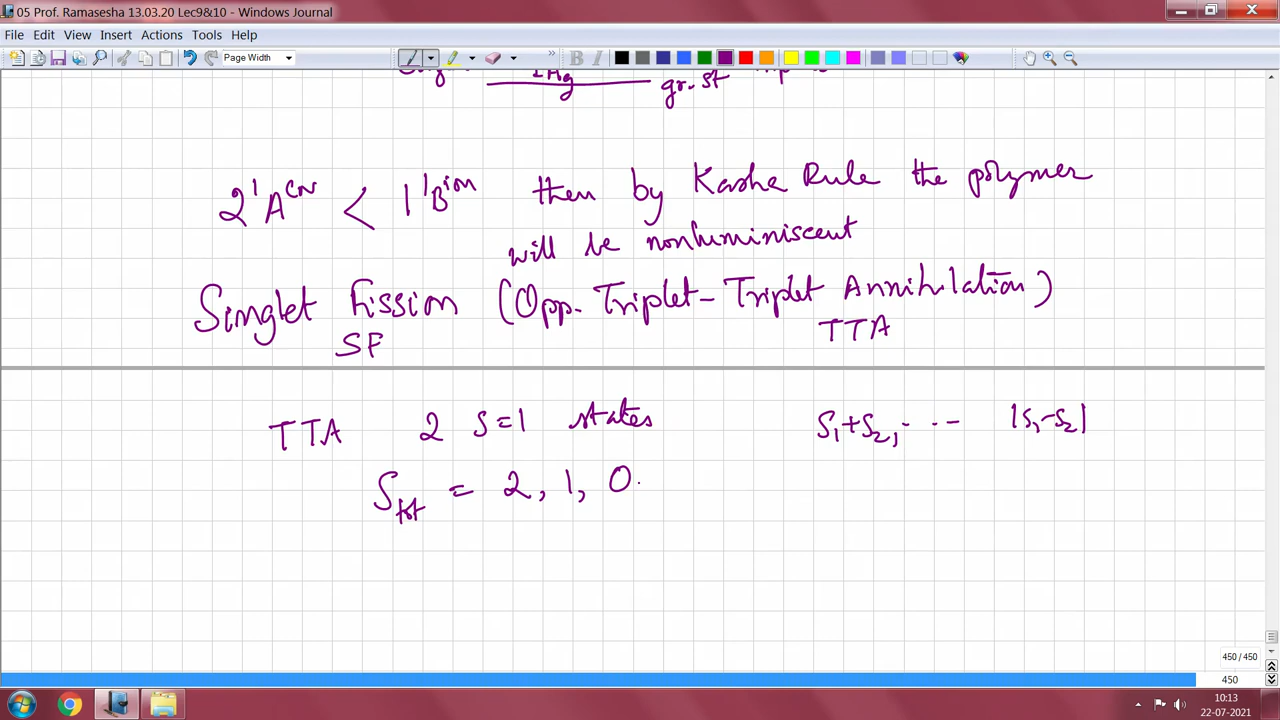 05 Prof. Ramasesha 13.03.20 Lec9&10 - Windows Journal
File Edit View Insert Actions Tools Help
Page Width
1Ag
gr. St
2¹A^cov < 1¹B^ion then by Kasha Rule the polymer
will be nonluminiscent
Singlet Fission (Opp. Triplet-Triplet Annihilation)
SF TTA
TTA 2 S=1 states S₁+S₂, ... |S₁-S₂|
S_tot = 2, 1, 0.
450 / 450
450
10:13
22-07-2021